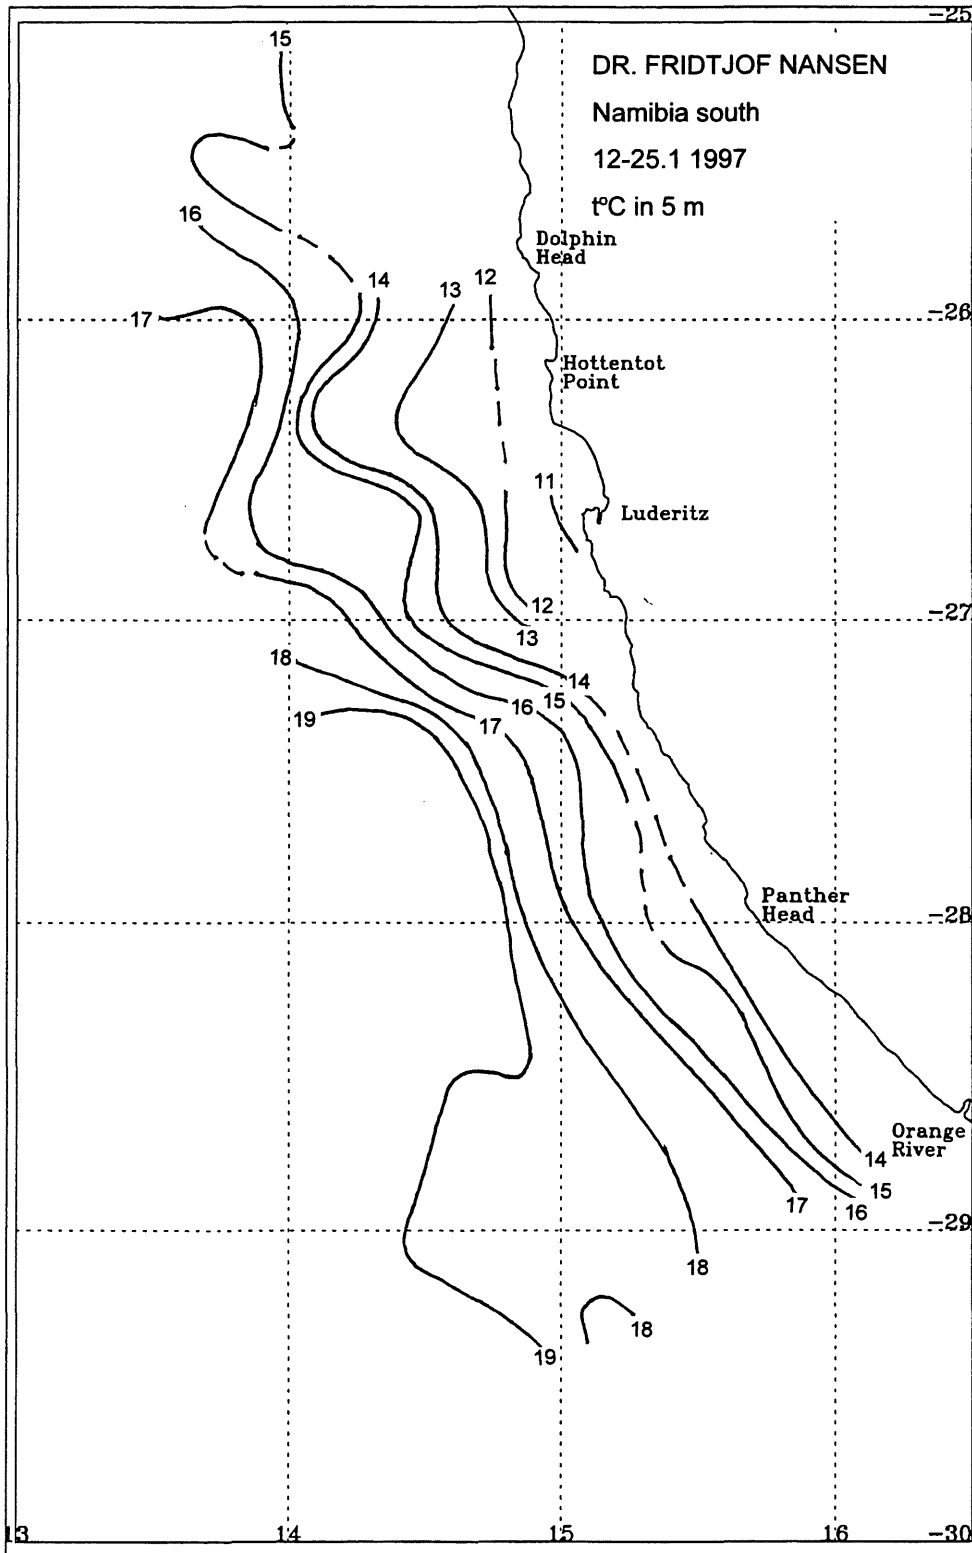 -25
15
DR. FRIDTJOF NANSEN
Namibia south
12-25.1 1997
t°C in 5 m
16
Dolphin
Head
14
13
12
17
-26
Hottentot
Point
11
Luderitz
12
-27
13
18
14
19
16
15
17
Panther
Head
-28
Orange
River
14
15
17
16
-29
18
18
19
13
14
15
16
-30